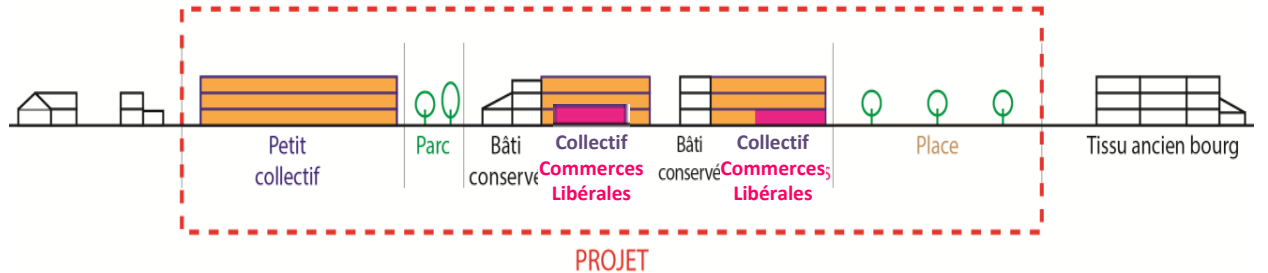 Petit
collectif
Parc
Bâti
conservé
Collectif
Commerces
Libérales
Bâti
conservé
Collectif
Commerces
Libérales
Place
Tissu ancien bourg
PROJET